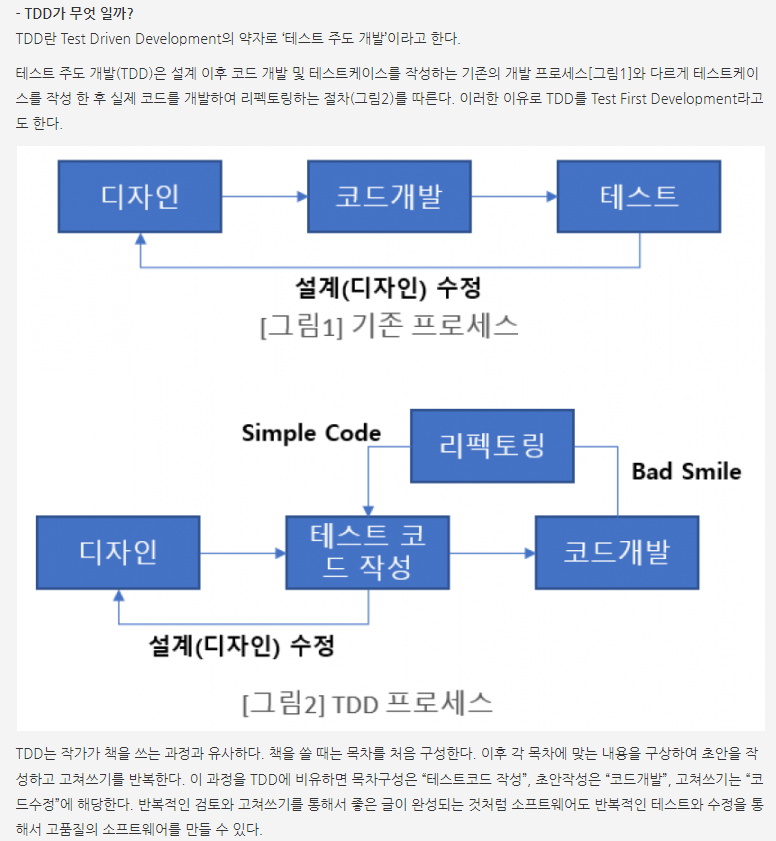 - TDD가 무엇 일까?
TDD란 Test Driven Development의 약자로 ‘테스트 주도 개발’이라고 한다.
테스트 주도 개발(TDD)은 설계 이후 코드 개발 및 테스트케이스를 작성하는 기존의 개발 프로세스[그림1]와 다르게 테스트케이
스를 작성 한 후 실제 코드를 개발하여 리펙토링하는 절차(그림2)를 따른다. 이러한 이유로 TDD를 Test First Development라고
도 한다.
디자인
코드개발
테스트
설계(디자인) 수정
[그림1] 기존 프로세스
Simple Code
리펙토링
Bad Smile
디자인
테스트 코
드 작성
코드개발
설계(디자인) 수정
[그림2] TDD 프로세스
TDD는 작가가 책을 쓰는 과정과 유사하다. 책을 쓸 때는 목차를 처음 구성한다. 이후 각 목차에 맞는 내용을 구상하여 초안을 작
성하고 고쳐쓰기를 반복한다. 이 과정을 TDD에 비유하면 목차구성은 “테스트코드 작성”, 초안작성은 “코드개발”, 고쳐쓰기는 “코
드수정”에 해당한다. 반복적인 검토와 고쳐쓰기를 통해서 좋은 글이 완성되는 것처럼 소프트웨어도 반복적인 테스트와 수정을 통
해서 고품질의 소프트웨어를 만들 수 있다.